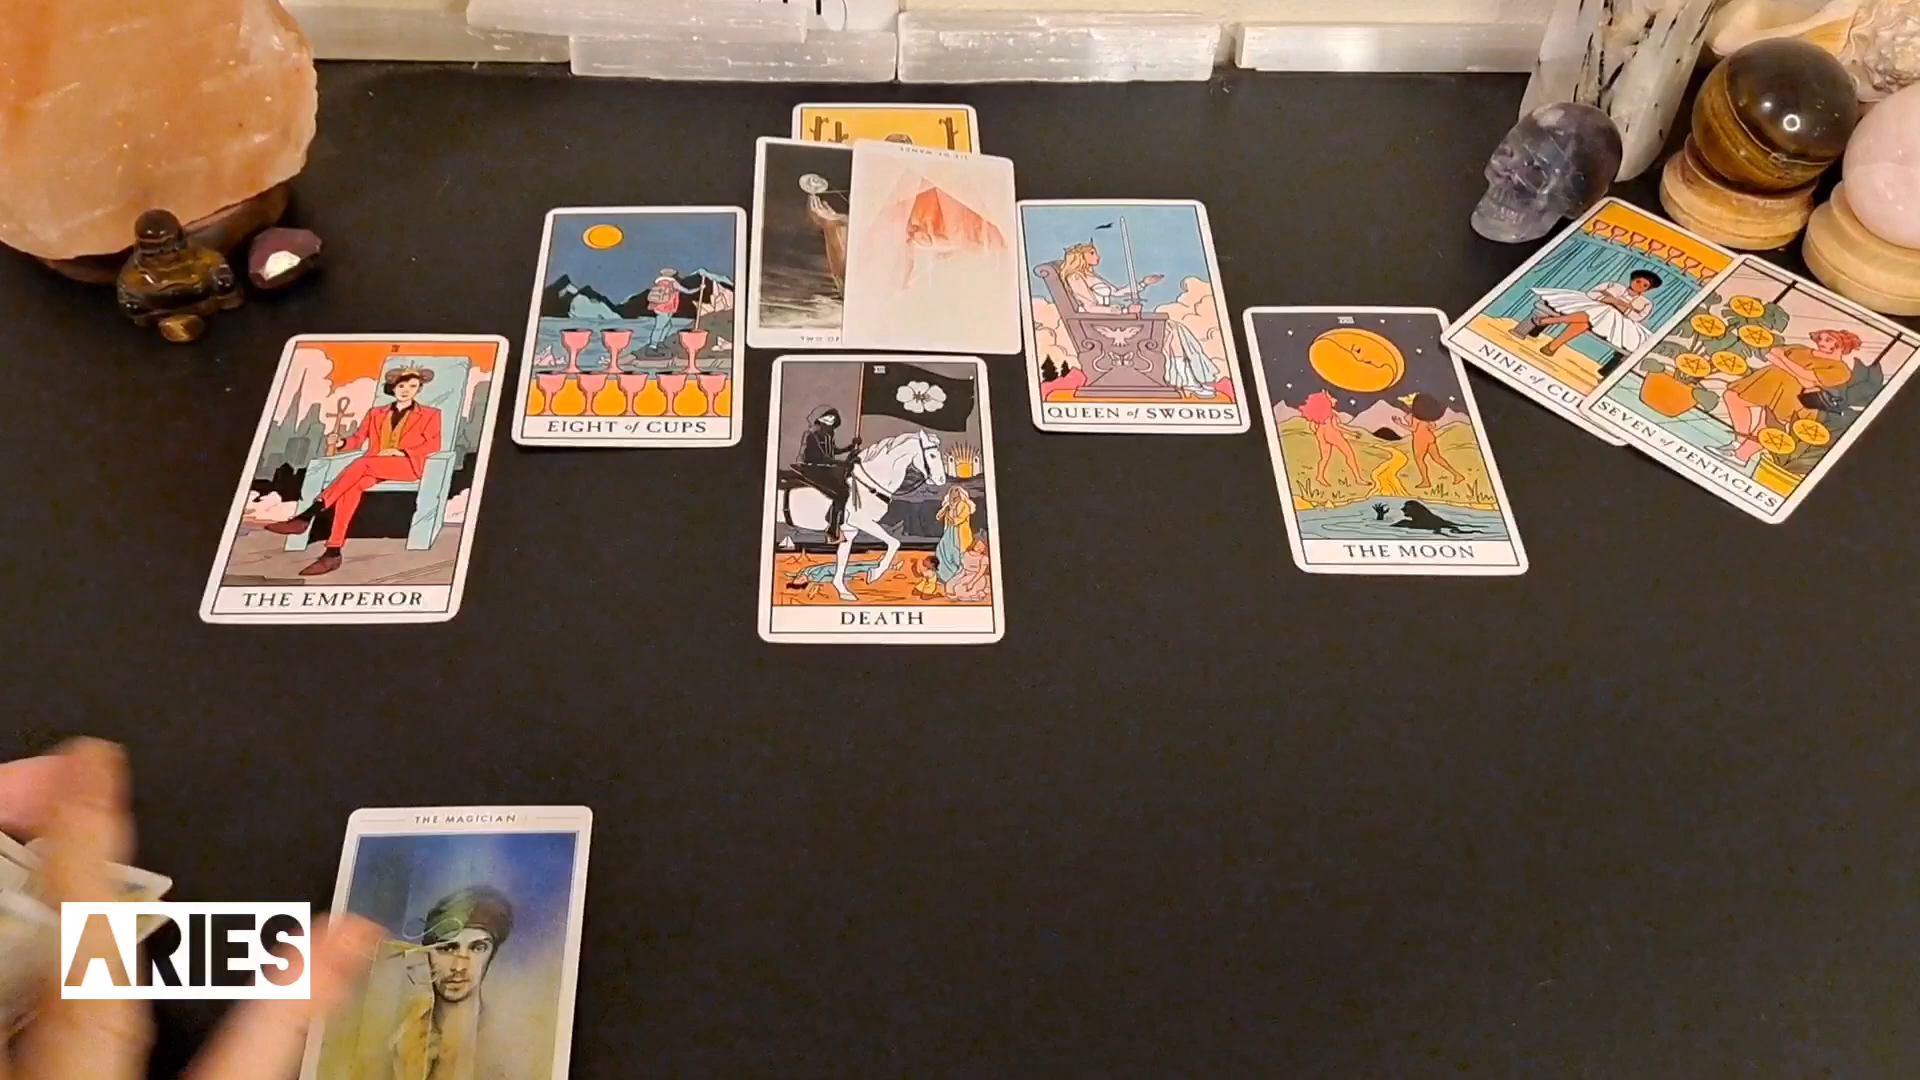 EIGHT of CUPS
QUEEN of SWORDS
NINE of
SEVEN of PENTACLES
THE MOON
THE EMPEROR
DEATH
THE MAGICIAN
ARIES